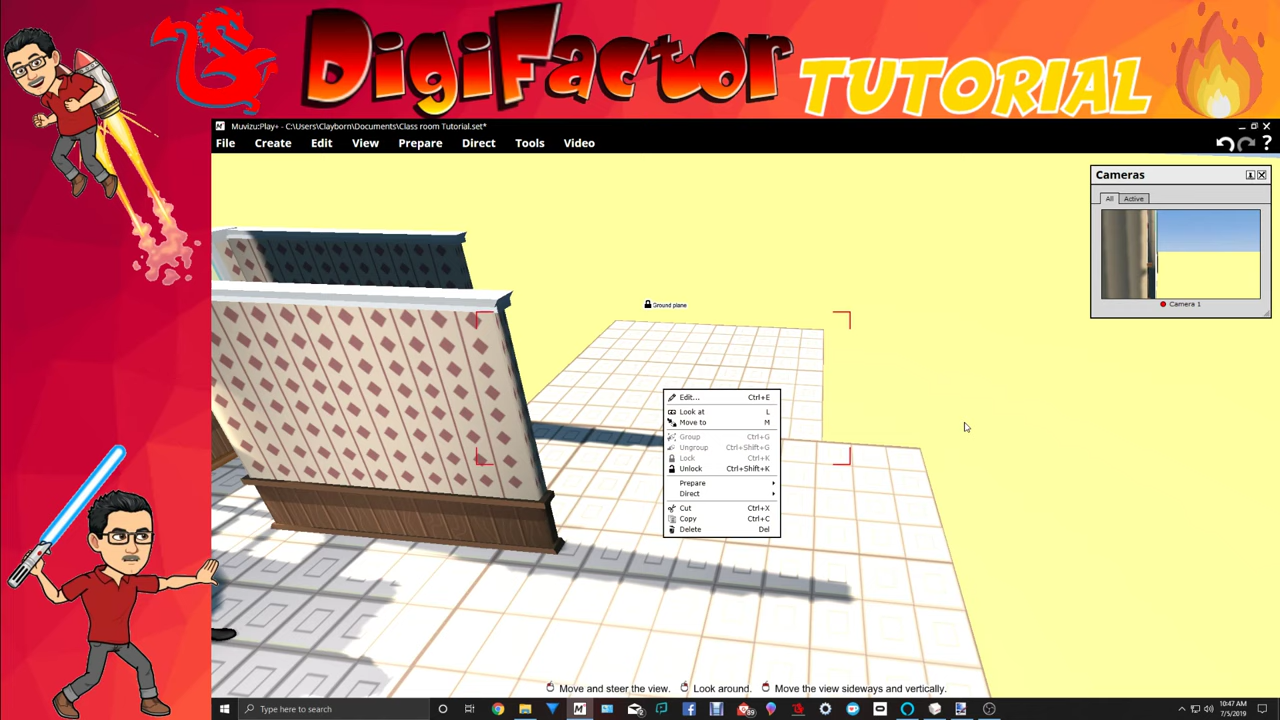 DigiFactor TUTORIAL
Muvizu:Play+ - C:\Users\Clayborn\Documents\Class room Tutorial.set*
File Create Edit View Prepare Direct Tools Video ?
Cameras
All Active
Camera 1
Ground plane
Edit... Ctrl+E
Look at L
Move to M
Group Ctrl+G
Ungroup Ctrl+Shift+G
Lock Ctrl+K
Unlock Ctrl+Shift+K
Prepare
Direct
Cut Ctrl+X
Copy Ctrl+C
Delete Del
Move and steer the view. Look around. Move the view sideways and vertically.
Type here to search
89
10:47 AM
7/5/2019